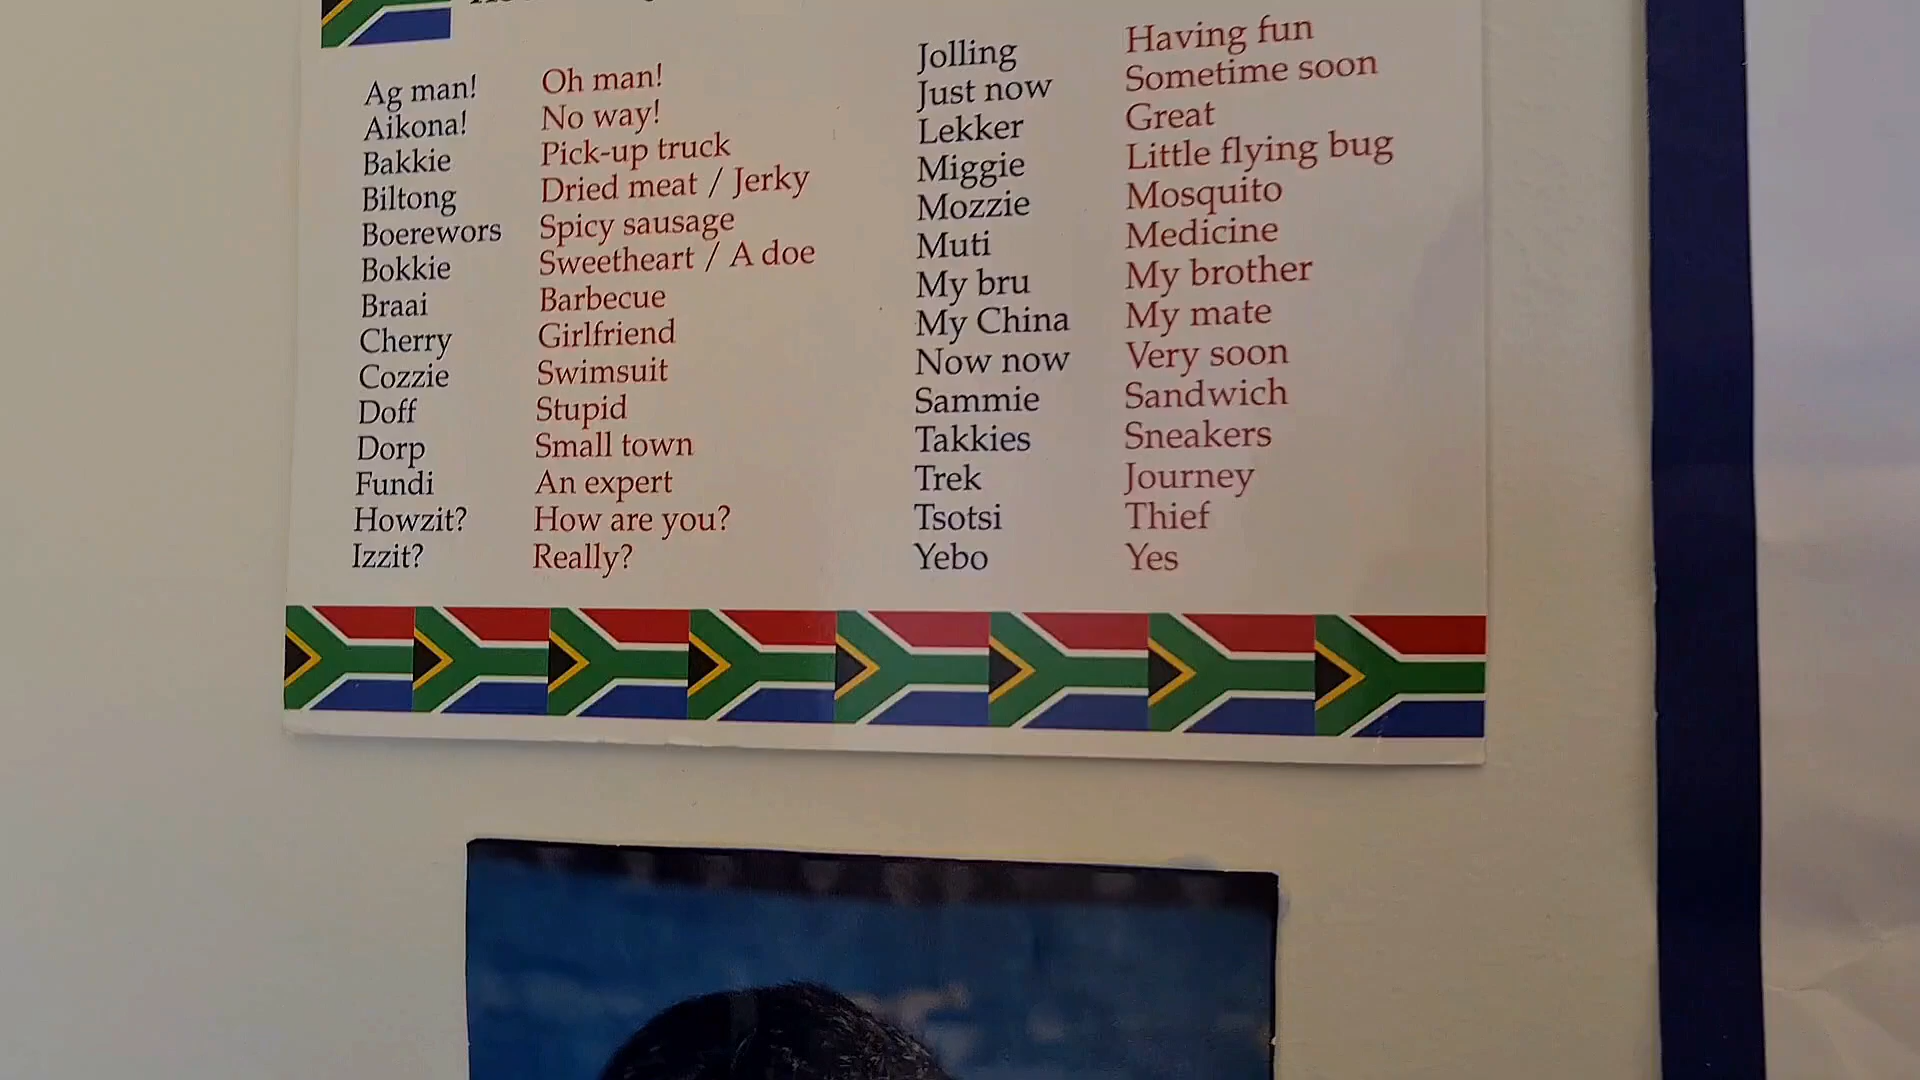 Ag man! Oh man!
Aikona! No way!
Bakkie Pick-up truck
Biltong Dried meat / Jerky
Boerewors Spicy sausage
Bokkie Sweetheart / A doe
Braai Barbecue
Cherry Girlfriend
Cozzie Swimsuit
Doff Stupid
Dorp Small town
Fundi An expert
Howzit? How are you?
Izzit? Really?
Jolling Having fun
Just now Sometime soon
Lekker Great
Miggie Little flying bug
Mozzie Mosquito
Muti Medicine
My bru My brother
My China My mate
Now now Very soon
Sammie Sandwich
Takkies Sneakers
Trek Journey
Tsotsi Thief
Yebo Yes